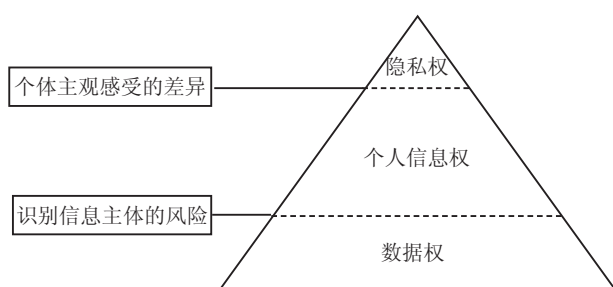 隐私权
个体主观感受的差异
个人信息权
识别信息主体的风险
数据权